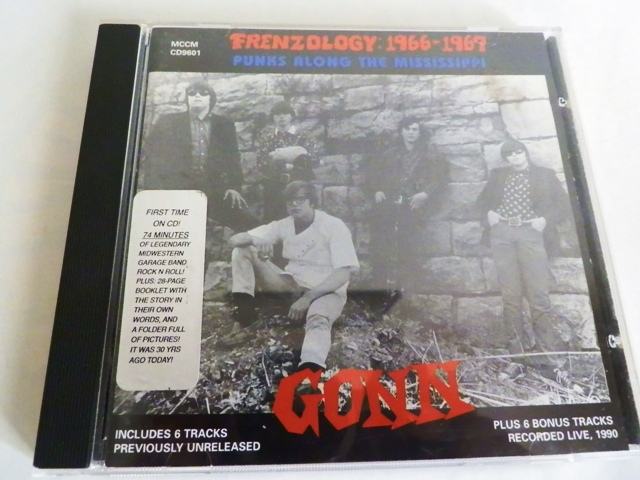 MCCM
CD9601
FRENZOLOGY: 1966-1967
PUNKS ALONG THE MISSISSIPPI
FIRST TIME
ON CD!
74 MINUTES
OF LEGENDARY
MIDWESTERN
GARAGE BAND
ROCK N ROLL!
PLUS: 28-PAGE
BOOKLET WITH
THE STORY IN
THEIR OWN
WORDS, AND
A FOLDER FULL
OF PICTURES!
IT WAS 30 YRS
AGO TODAY!
GONN
INCLUDES 6 TRACKS
PREVIOUSLY UNRELEASED
PLUS 6 BONUS TRACKS
RECORDED LIVE, 1990